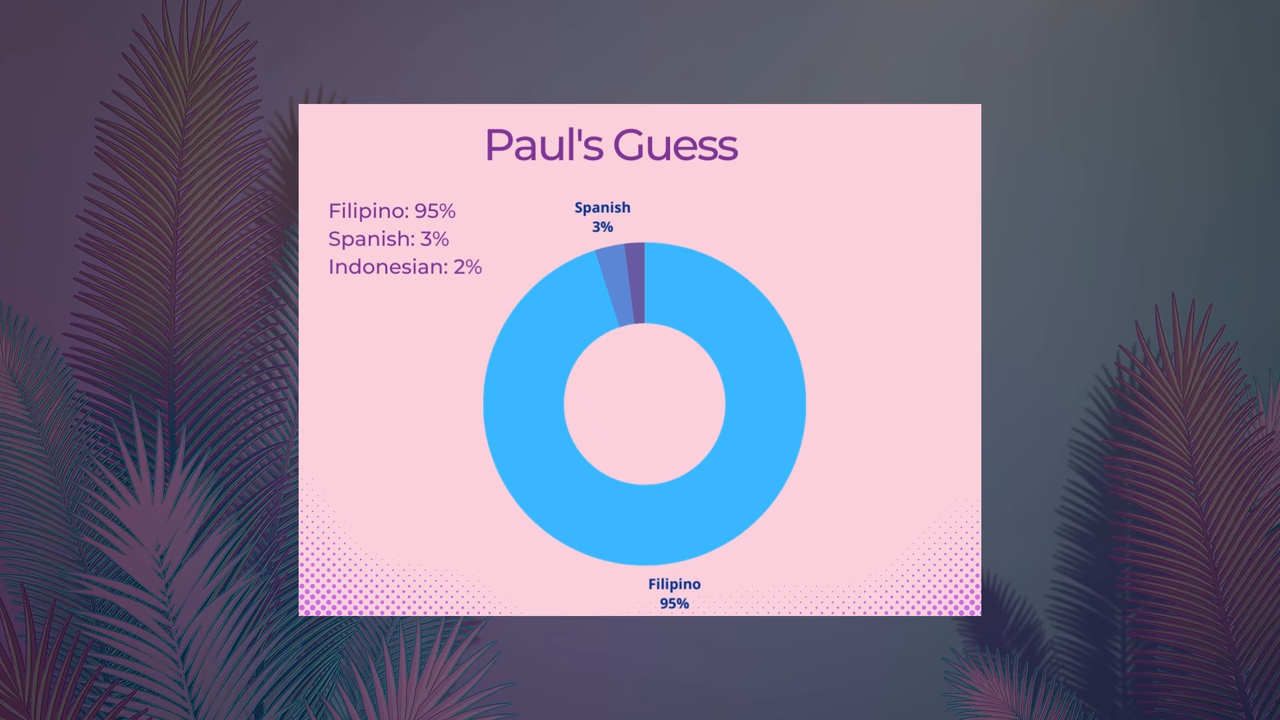 Paul's Guess
Filipino: 95%
Spanish: 3%
Indonesian: 2%
Spanish
3%
Filipino
95%